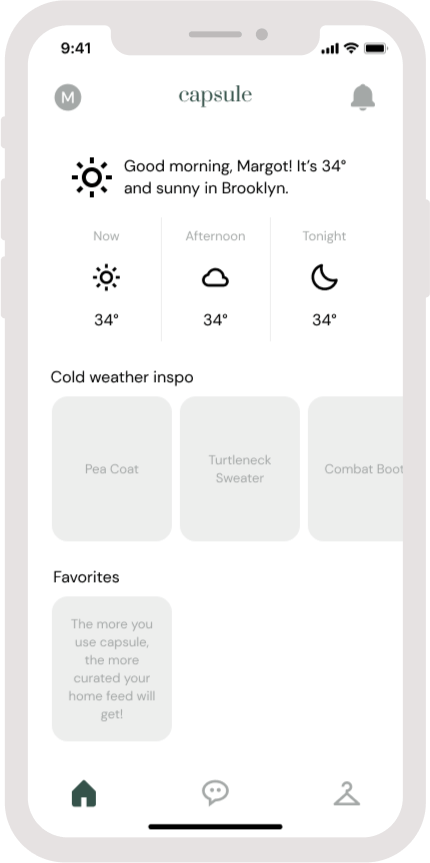 9:41
M
capsule
Good morning, Margot! It's 34°
and sunny in Brooklyn.
Now
Afternoon
Tonight
34°
34°
34°
Cold weather inspo
Pea Coat
Turtleneck
Sweater
Combat Boot
Favorites
The more you
use capsule,
the more
curated your
home feed will
get!